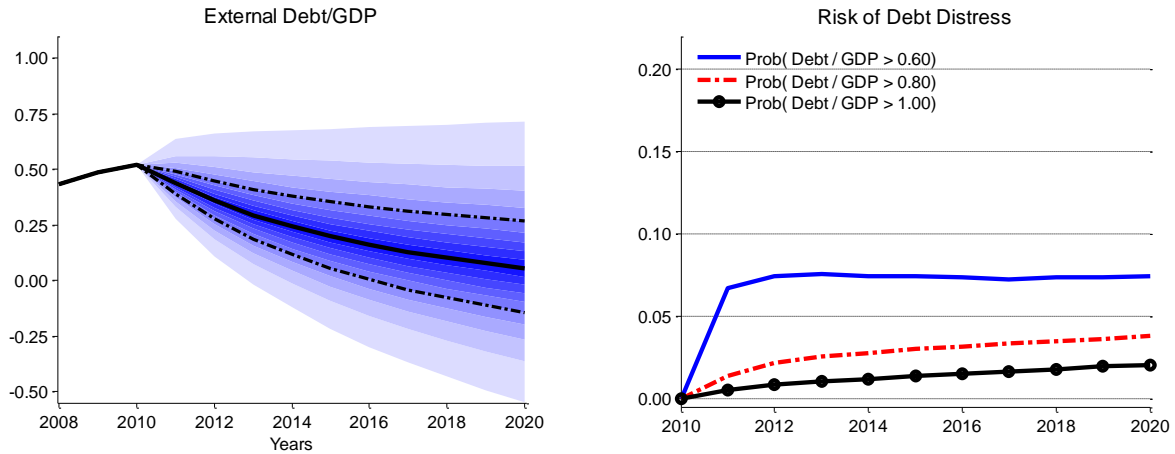 External Debt/GDP
1.00
0.75
0.50
0.25
0.00
-0.25
-0.50
2008 2010 2012 2014 2016 2018 2020
Years
Risk of Debt Distress
Prob( Debt / GDP > 0.60)
Prob( Debt / GDP > 0.80)
Prob( Debt / GDP > 1.00)
0.20
0.15
0.10
0.05
0.00
2010 2012 2014 2016 2018 2020